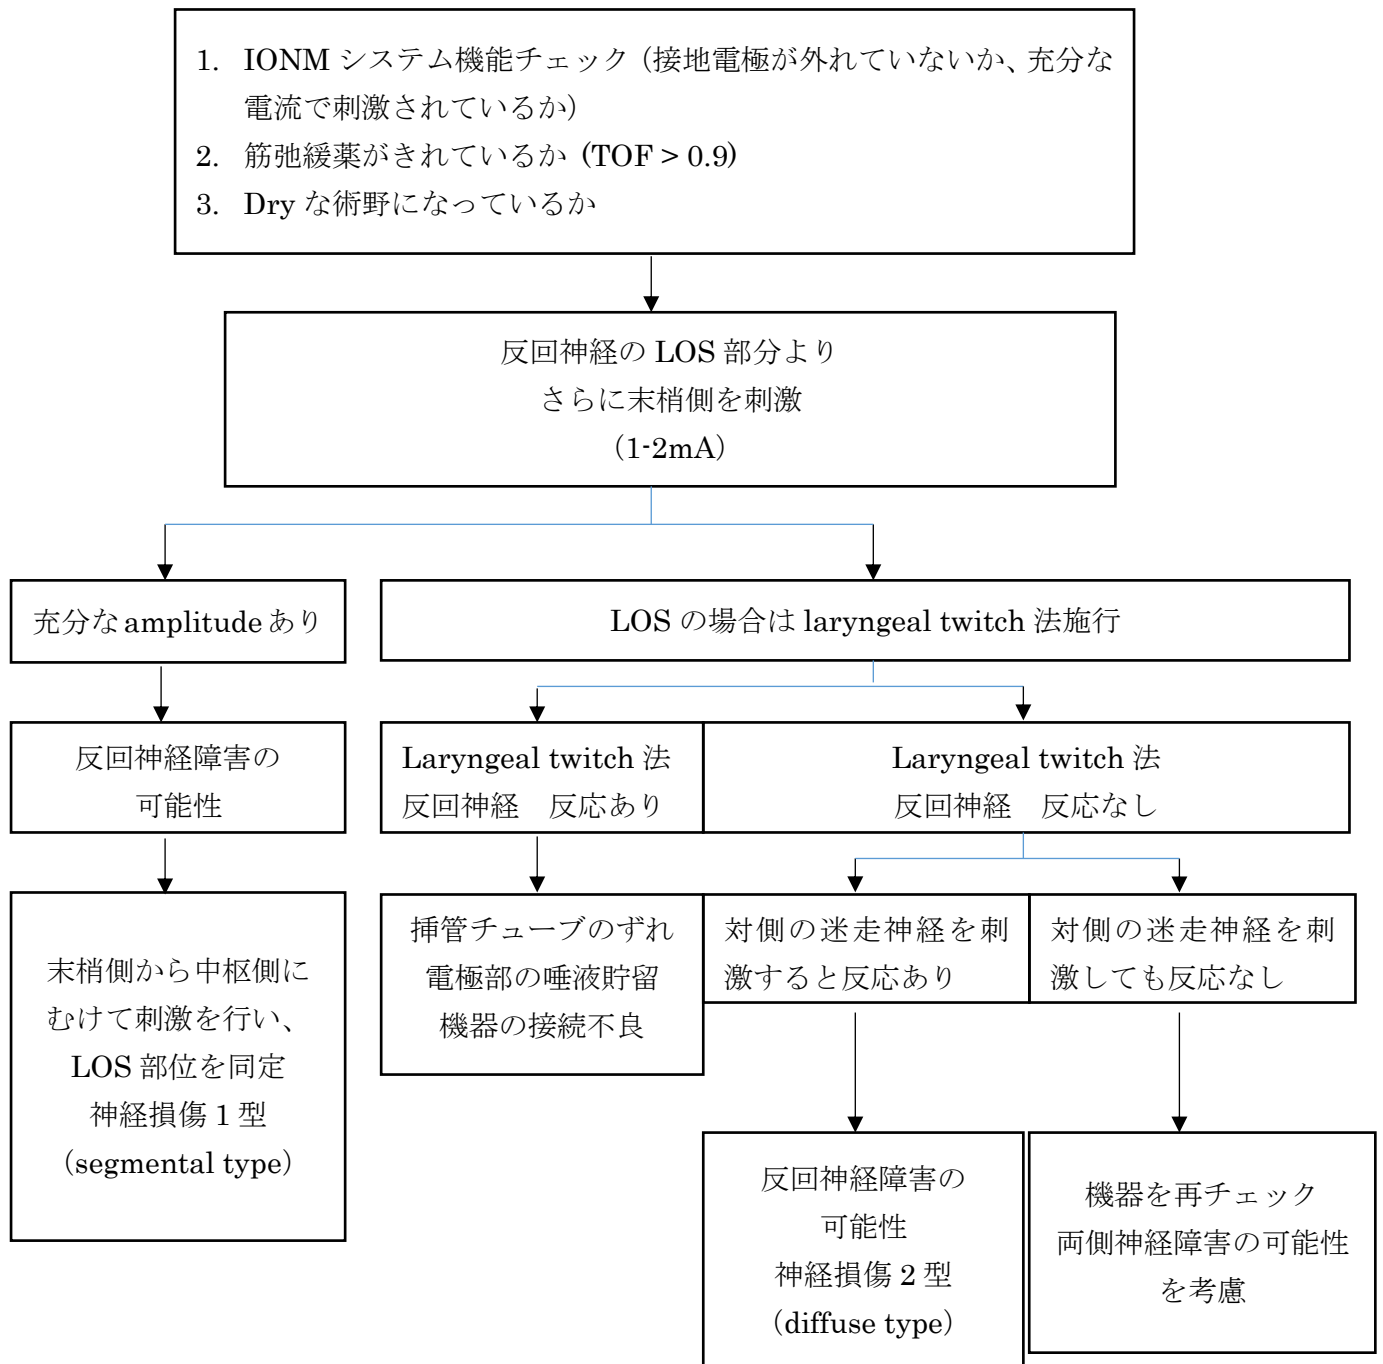 1. IONM システム機能チェック（接地電極が外れていないか、充分な
電流で刺激されているか）
2. 筋弛緩薬がきれているか (TOF > 0.9)
3. Dry な術野になっているか
反回神経の LOS 部分より
さらに末梢側を刺激
（1-2mA）
充分な amplitude あり
LOS の場合は laryngeal twitch 法施行
反回神経障害の
可能性
Laryngeal twitch 法
反回神経　反応あり
Laryngeal twitch 法
反回神経　反応なし
末梢側から中枢側に
むけて刺激を行い、
LOS 部位を同定
神経損傷 1 型
（segmental type）
挿管チューブのずれ
電極部の唾液貯留
機器の接続不良
対側の迷走神経を刺
激すると反応あり
対側の迷走神経を刺
激しても反応なし
反回神経障害の
可能性
神経損傷 2 型
（diffuse type）
機器を再チェック
両側神経障害の可能性
を考慮